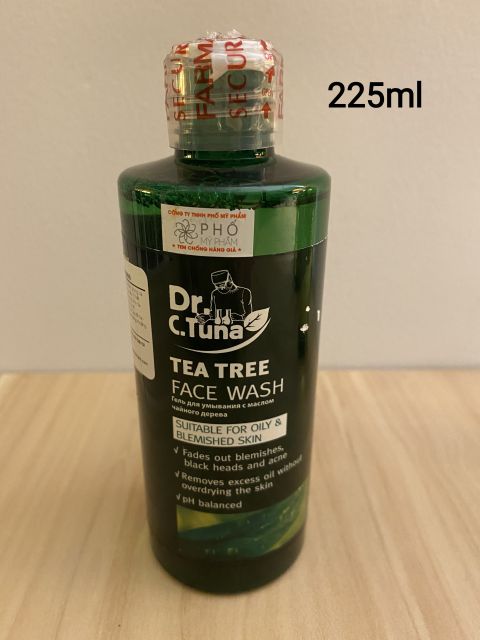 SECUR
FARMA
SECURE
225ml
CÔNG TY TNHH PHỐ MỸ PHẨM
PHỐ
MỸ PHẨM
★ TEM CHỐNG HÀNG GIẢ ★
Dr.
C.Tuna
TEA TREE
FACE WASH
Гель для умывания с маслом
чайного дерева
SUITABLE FOR OILY &
BLEMISHED SKIN
√ Fades out blemishes,
black heads and acne
√ Removes excess oil without
overdrying the skin
√ pH balanced